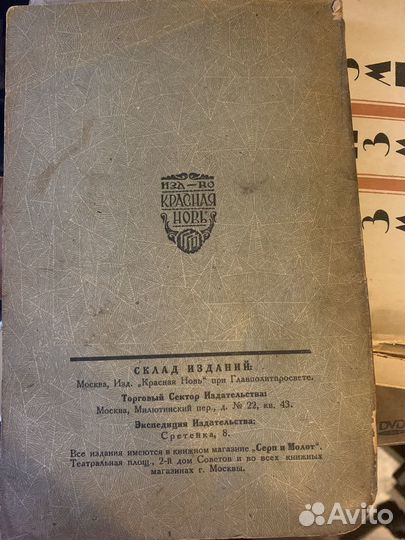 ИЗД-ВО
КРАСНАЯ
НОВЬ
СКЛАД ИЗДАНИЙ:
Москва, Изд. „Красная Новь" при Главполитпросвете.
Торговый Сектор Издательства:
Москва, Милютинский пер., д. № 22, кв. 43.
Экспедиция Издательства:
Сретенка, 8.
Все издания имеются в книжном магазине „Серп и Молот".
Театральная площ., 2-й дом Советов и во всех книжных
магазинах г. Москвы.
DVD
Avito